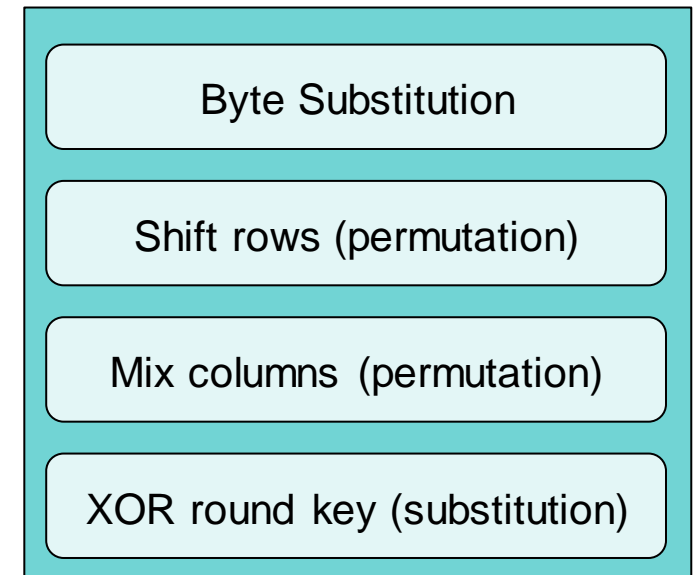 Byte Substitution
Shift rows (permutation)
Mix columns (permutation)
XOR round key (substitution)